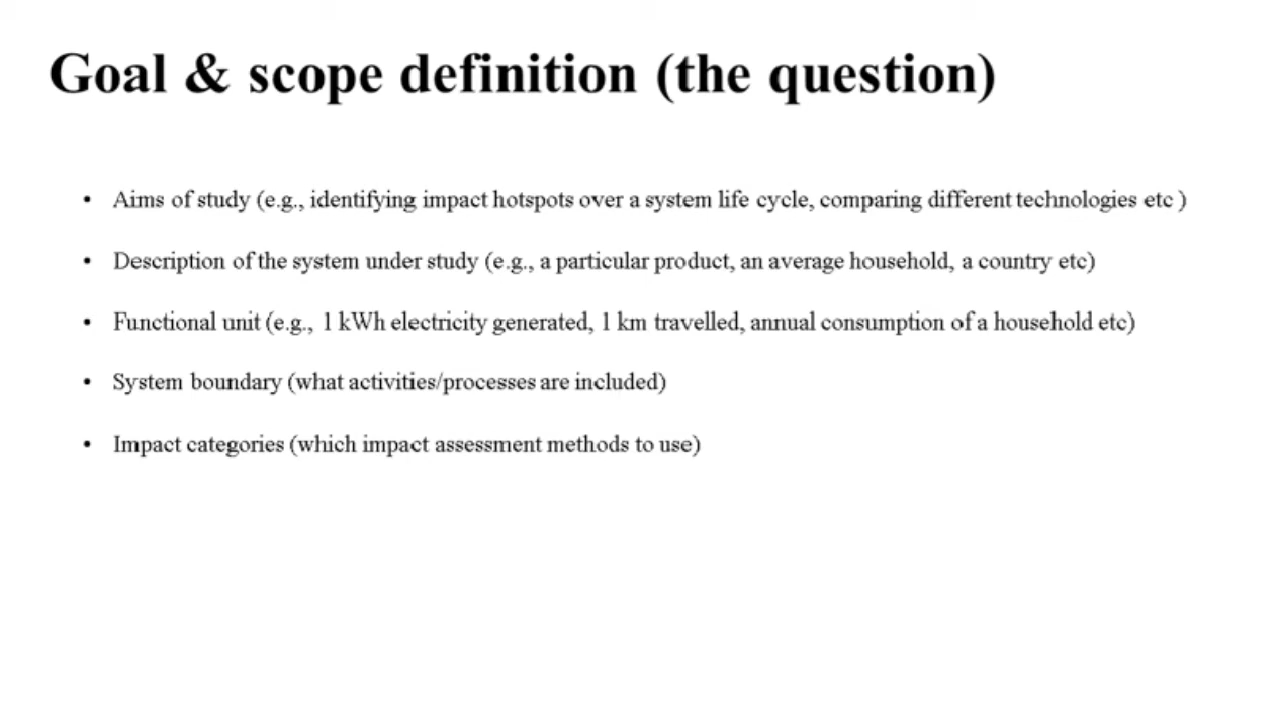 Goal & scope definition (the question)
• Aims of study (e.g., identifying impact hotspots over a system life cycle, comparing different technologies etc )
• Description of the system under study (e.g., a particular product, an average household, a country etc)
• Functional unit (e.g., 1 kWh electricity generated, 1 km travelled, annual consumption of a household etc)
• System boundary (what activities/processes are included)
• Impact categories (which impact assessment methods to use)